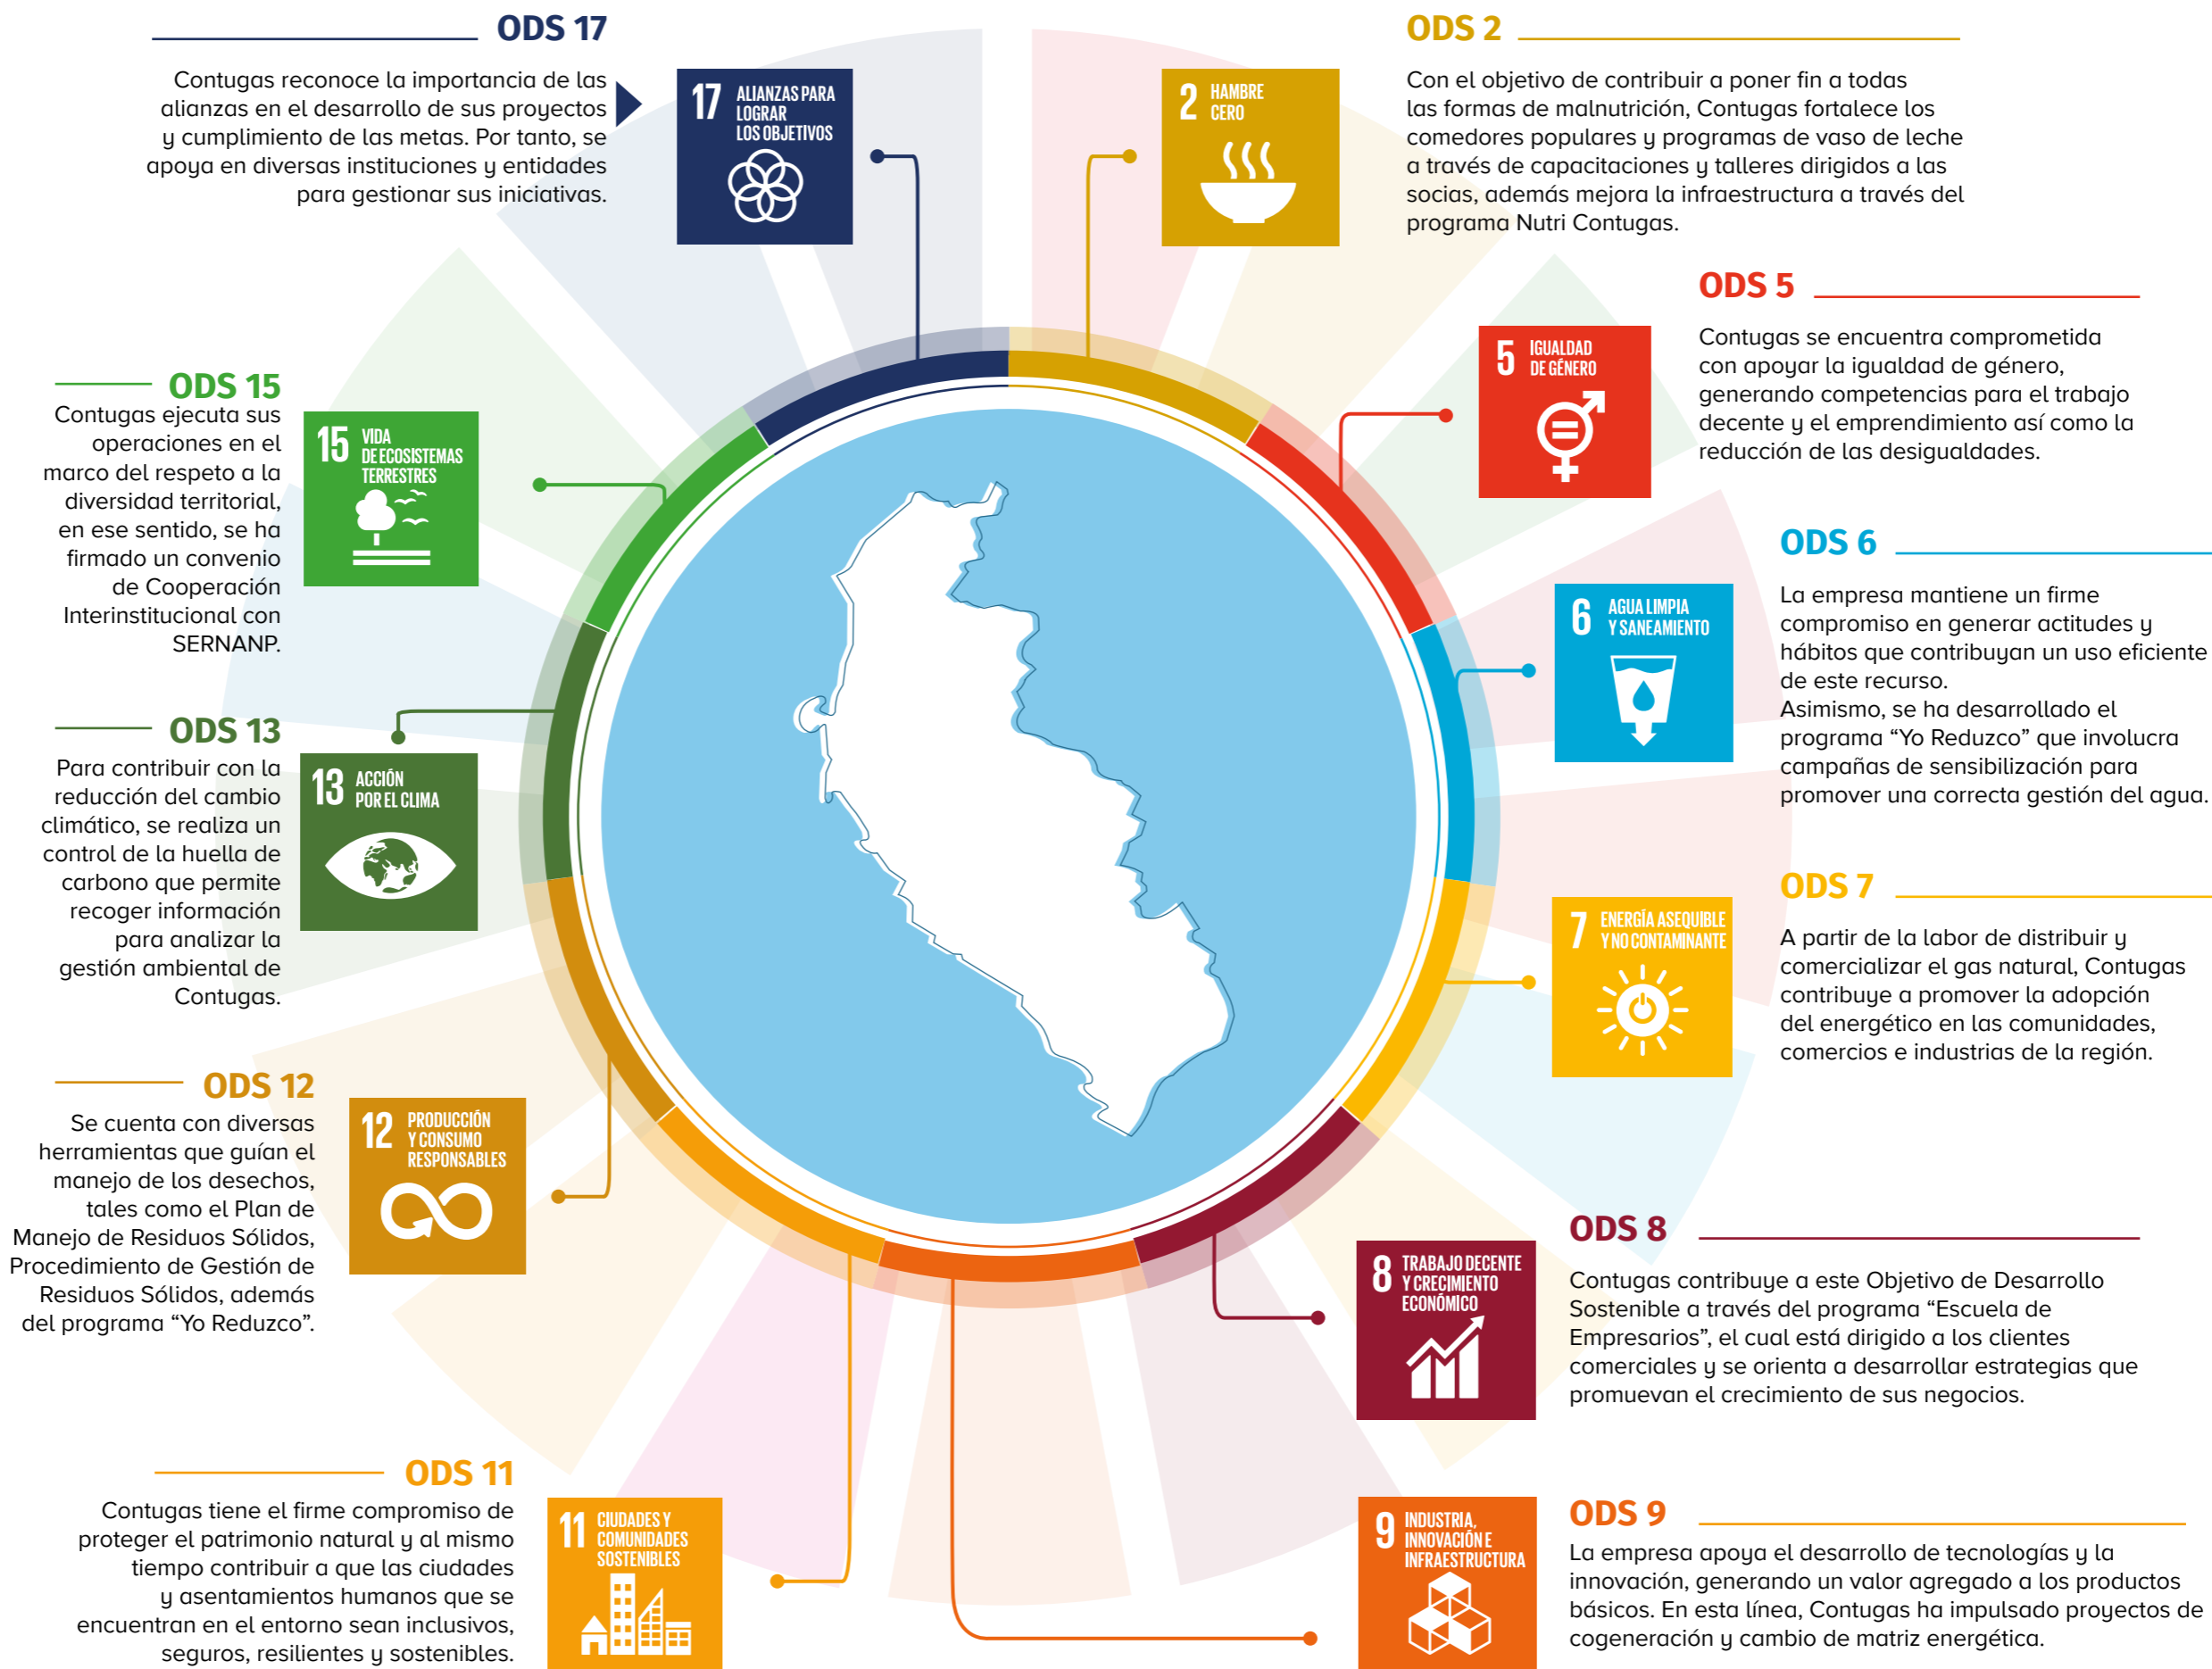 ODS 17
Contugas reconoce la importancia de las
alianzas en el desarrollo de sus proyectos
y cumplimiento de las metas. Por tanto, se
apoya en diversas instituciones y entidades
para gestionar sus iniciativas.
17 ALIANZAS PARA
LOGRAR
LOS OBJETIVOS
2 HAMBRE
CERO
ODS 2
Con el objetivo de contribuir a poner fin a todas
las formas de malnutrición, Contugas fortalece los
comedores populares y programas de vaso de leche
a través de capacitaciones y talleres dirigidos a las
socias, además mejora la infraestructura a través del
programa Nutri Contugas.
5 IGUALDAD
DE GÉNERO
ODS 5
Contugas se encuentra comprometida
con apoyar la igualdad de género,
generando competencias para el trabajo
decente y el emprendimiento así como la
reducción de las desigualdades.
6 AGUA LIMPIA
Y SANEAMIENTO
ODS 6
La empresa mantiene un firme
compromiso en generar actitudes y
hábitos que contribuyan un uso eficiente
de este recurso.
Asimismo, se ha desarrollado el
programa “Yo Reduzco” que involucra
campañas de sensibilización para
promover una correcta gestión del agua.
7 ENERGÍA ASEQUIBLE
Y NO CONTAMINANTE
ODS 7
A partir de la labor de distribuir y
comercializar el gas natural, Contugas
contribuye a promover la adopción
del energético en las comunidades,
comercios e industrias de la región.
8 TRABAJO DECENTE
Y CRECIMIENTO
ECONÓMICO
ODS 8
Contugas contribuye a este Objetivo de Desarrollo
Sostenible a través del programa “Escuela de
Empresarios”, el cual está dirigido a los clientes
comerciales y se orienta a desarrollar estrategias que
promuevan el crecimiento de sus negocios.
9 INDUSTRIA,
INNOVACIÓN E
INFRAESTRUCTURA
ODS 9
La empresa apoya el desarrollo de tecnologías y la
innovación, generando un valor agregado a los productos
básicos. En esta línea, Contugas ha impulsado proyectos de
cogeneración y cambio de matriz energética.
ODS 11
Contugas tiene el firme compromiso de
proteger el patrimonio natural y al mismo
tiempo contribuir a que las ciudades
y asentamientos humanos que se
encuentran en el entorno sean inclusivos,
seguros, resilientes y sostenibles.
11 CIUDADES Y
COMUNIDADES
SOSTENIBLES
ODS 12
Se cuenta con diversas
herramientas que guían el
manejo de los desechos,
tales como el Plan de
Manejo de Residuos Sólidos,
Procedimiento de Gestión de
Residuos Sólidos, además
del programa “Yo Reduzco”.
12 PRODUCCIÓN
Y CONSUMO
RESPONSABLES
ODS 13
Para contribuir con la
reducción del cambio
climático, se realiza un
control de la huella de
carbono que permite
recoger información
para analizar la
gestión ambiental de
Contugas.
13 ACCIÓN
POR EL CLIMA
ODS 15
Contugas ejecuta sus
operaciones en el
marco del respeto a la
diversidad territorial,
en ese sentido, se ha
firmado un convenio
de Cooperación
Interinstitucional con
SERNANP.
15 VIDA
DE ECOSISTEMAS
TERRESTRES